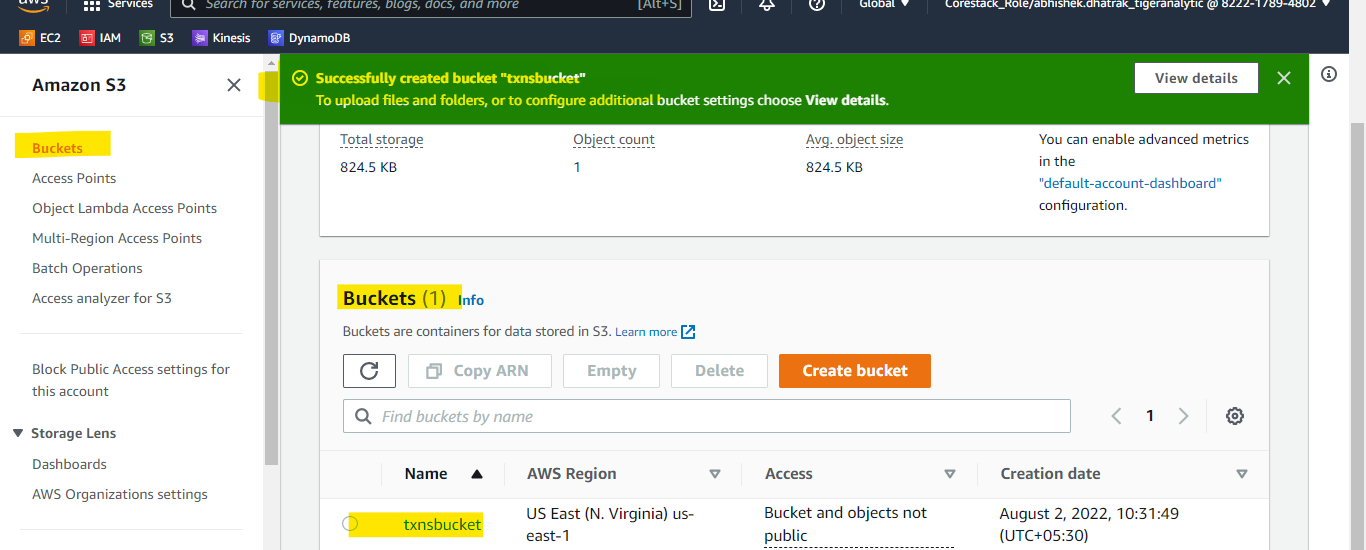 aws
Services
Search for services, features, blogs, docs, and more
[Alt+S]
Global
Corestack_Role/abhishek.dhatrak_tigeranalytic @ 8222-1789-4802
EC2
IAM
S3
Kinesis
DynamoDB
Amazon S3
Buckets
Access Points
Object Lambda Access Points
Multi-Region Access Points
Batch Operations
Access analyzer for S3
Block Public Access settings for
this account
Storage Lens
Dashboards
AWS Organizations settings
Successfully created bucket "txnsbucket"
To upload files and folders, or to configure additional bucket settings choose View details.
View details
Total storage
824.5 KB
Object count
1
Avg. object size
824.5 KB
You can enable advanced metrics
in the
"default-account-dashboard"
configuration.
Buckets (1) Info
Buckets are containers for data stored in S3. Learn more
Copy ARN
Empty
Delete
Create bucket
Find buckets by name
1
Name
AWS Region
Access
Creation date
txnsbucket
US East (N. Virginia) us-
east-1
Bucket and objects not
public
August 2, 2022, 10:31:49
(UTC+05:30)